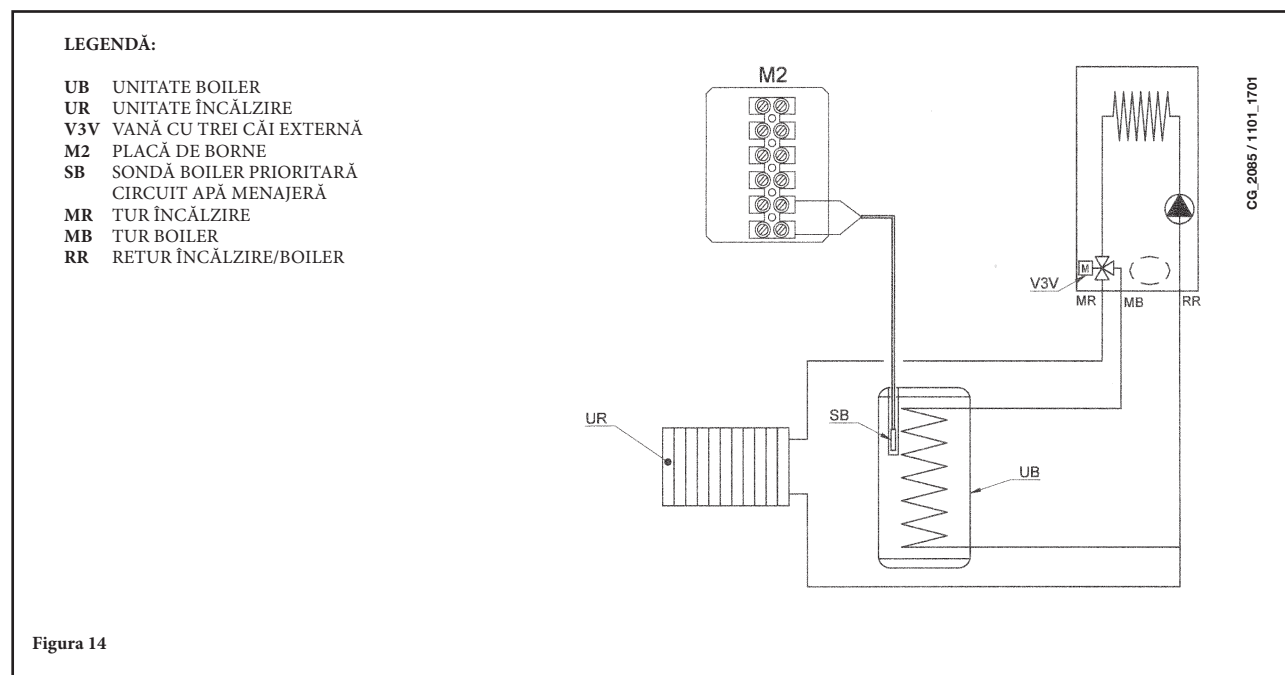 LEGENDĂ:
UB UNITATE BOILER
UR UNITATE ÎNCĂLZIRE
V3V VANĂ CU TREI CĂI EXTERNĂ
M2 PLACĂ DE BORNE
SB SONDĂ BOILER PRIORITARĂ
CIRCUIT APĂ MENAJERĂ
MR TUR ÎNCĂLZIRE
MB TUR BOILER
RR RETUR ÎNCĂLZIRE/BOILER
M2
CG_2085 / 1101_1701
M
V3V
MR
MB
RR
UR
SB
UB
Figura 14